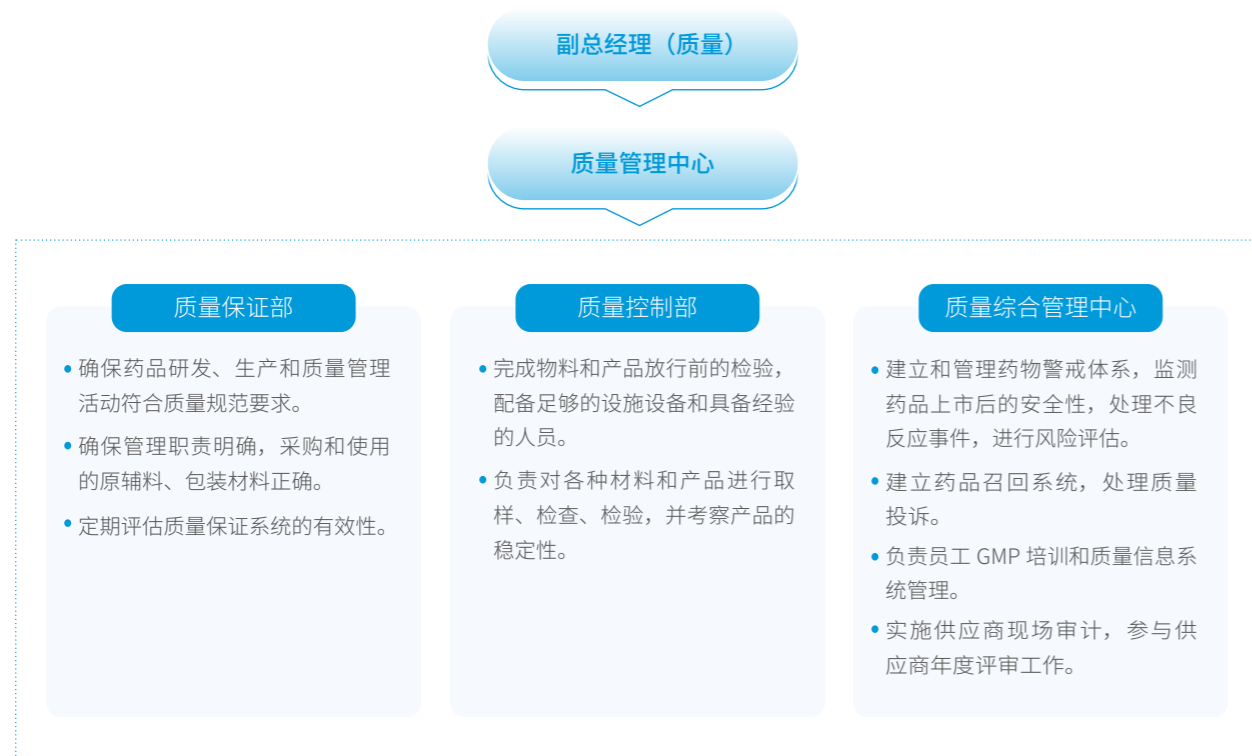 副总经理（质量）
质量管理中心
质量保证部
• 确保药品研发、生产和质量管理
活动符合质量规范要求。
• 确保管理职责明确，采购和使用
的原辅料、包装材料正确。
• 定期评估质量保证系统的有效性。
质量控制部
• 完成物料和产品放行前的检验，
配备足够的设施设备和具备经验
的人员。
• 负责对各种材料和产品进行取
样、检查、检验，并考察产品的
稳定性。
质量综合管理中心
• 建立和管理药物警戒体系，监测
药品上市后的安全性，处理不良
反应事件，进行风险评估。
• 建立药品召回系统，处理质量
投诉。
• 负责员工 GMP 培训和质量信息系
统管理。
• 实施供应商现场审计，参与供
应商年度评审工作。